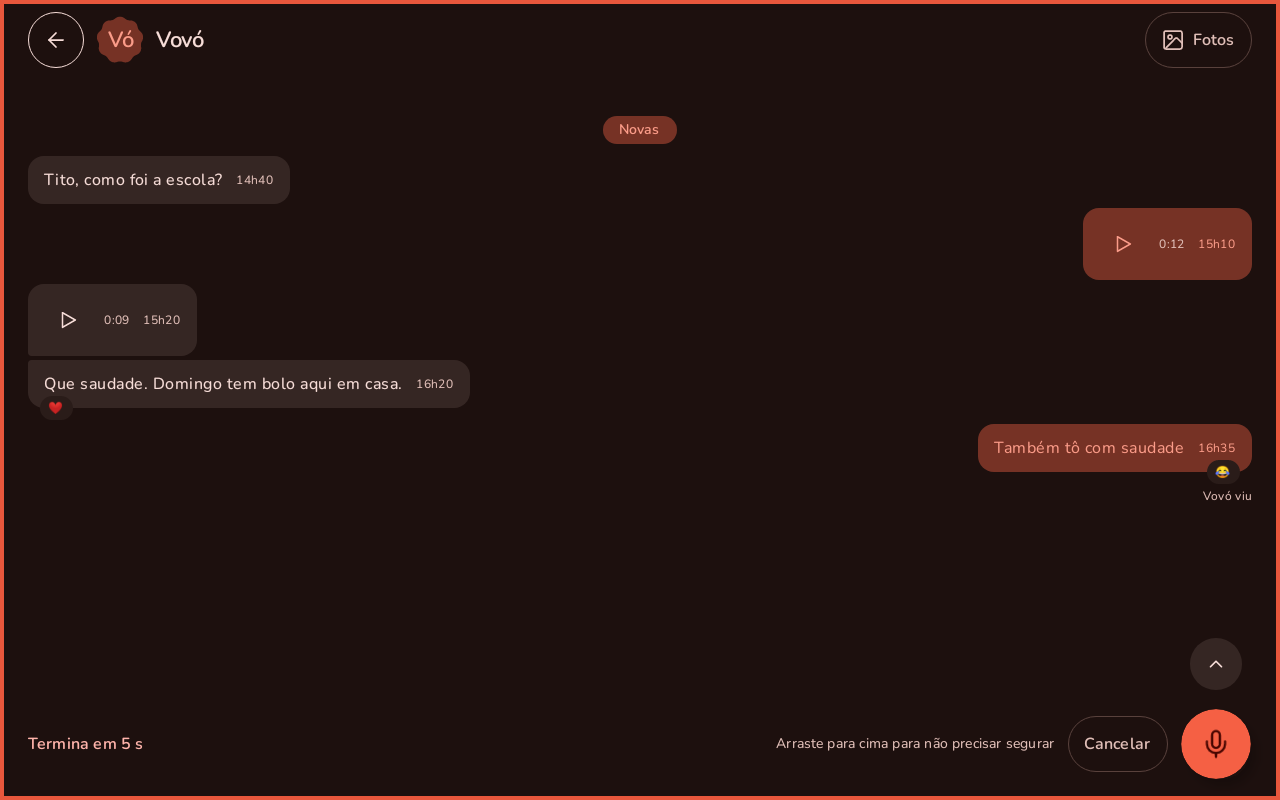 Vó Vovó
Fotos
Novas
Tito, como foi a escola? 14h40
0:12 15h10
0:09 15h20
Que saudade. Domingo tem bolo aqui em casa. 16h20
❤️
Também tô com saudade 16h35
😂
Vovó viu
Termina em 5 s
Arraste para cima para não precisar segurar
Cancelar